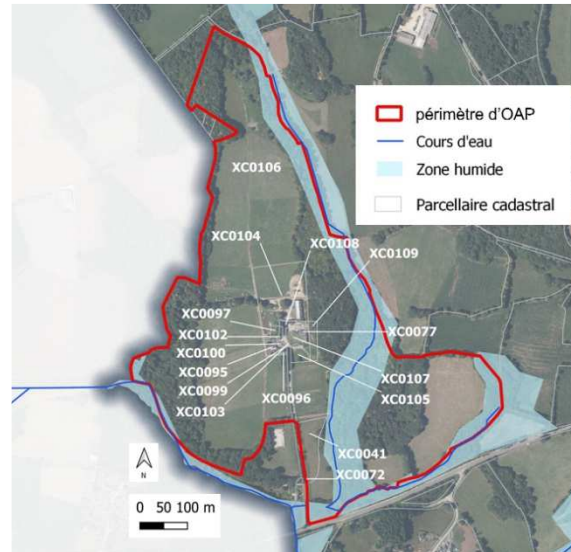 périmètre d'OAP
Cours d'eau
Zone humide
Parcellaire cadastral
XC0106
XC0104
XC0108
XC0109
XC0097
XC0102
XC0100
XC0095
XC0099
XC0103
XC0077
XC0107
XC0105
XC0096
XC0041
XC0072
N
0 50 100 m